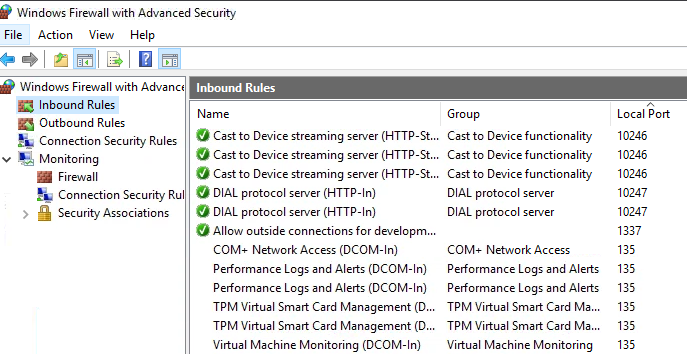 Windows Firewall with Advanced Security
File Action View Help
Windows Firewall with Advance
Inbound Rules
Outbound Rules
Connection Security Rules
Monitoring
Firewall
Connection Security Rul
Security Associations
Inbound Rules
Name Group Local Port
Cast to Device streaming server (HTTP-St... Cast to Device functionality 10246
Cast to Device streaming server (HTTP-St... Cast to Device functionality 10246
Cast to Device streaming server (HTTP-St... Cast to Device functionality 10246
DIAL protocol server (HTTP-In) DIAL protocol server 10247
DIAL protocol server (HTTP-In) DIAL protocol server 10247
Allow outside connections for developm... 1337
COM+ Network Access (DCOM-In) COM+ Network Access 135
Performance Logs and Alerts (DCOM-In) Performance Logs and Alerts 135
Performance Logs and Alerts (DCOM-In) Performance Logs and Alerts 135
TPM Virtual Smart Card Management (D... TPM Virtual Smart Card Ma... 135
TPM Virtual Smart Card Management (D... TPM Virtual Smart Card Ma... 135
Virtual Machine Monitoring (DCOM-In) Virtual Machine Monitoring 135